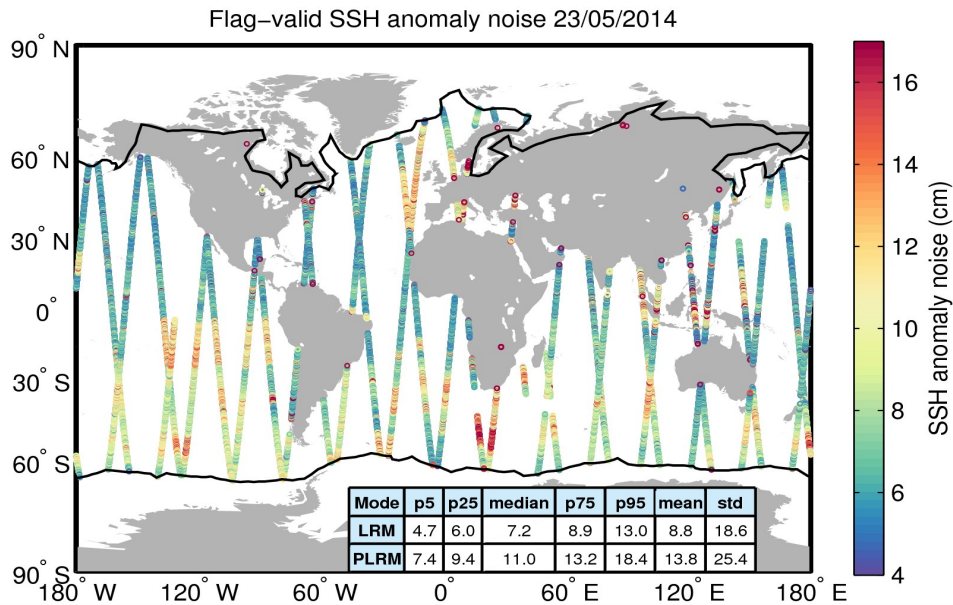 Flag–valid SSH anomaly noise 23/05/2014
90° N
60° N
30° N
0°
30° S
60° S
90° S
180° W
120° W
60° W
0°
60° E
120° E
180° E
Mode p5 p25 median p75 p95 mean std
LRM 4.7 6.0 7.2 8.9 13.0 8.8 18.6
PLRM 7.4 9.4 11.0 13.2 18.4 13.8 25.4
16
14
12
10
8
6
4
SSH anomaly noise (cm)